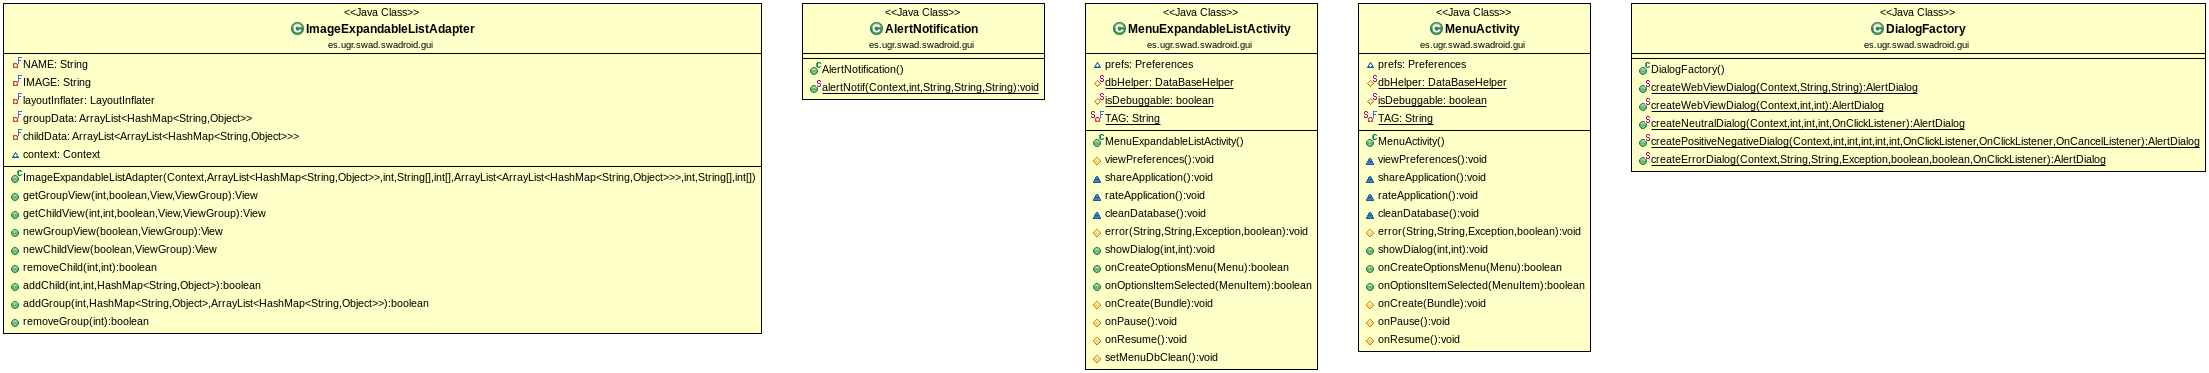 <<Java Class>>
ImageExpandableListAdapter
es.ugr.swad.swadroid.gui
NAME: String
IMAGE: String
layoutInflater: LayoutInflater
groupData: ArrayList<HashMap<String,Object>>
childData: ArrayList<ArrayList<HashMap<String,Object>>>
context: Context
ImageExpandableListAdapter(Context,ArrayList<HashMap<String,Object>>,int,String[],int[],ArrayList<ArrayList<HashMap<String,Object>>>,int,String[],int[])
getGroupView(int,boolean,View,ViewGroup):View
getChildView(int,int,boolean,View,ViewGroup):View
newGroupView(boolean,ViewGroup):View
newChildView(boolean,ViewGroup):View
removeChild(int,int):boolean
addChild(int,int,HashMap<String,Object>):boolean
addGroup(int,HashMap<String,Object>,ArrayList<HashMap<String,Object>>):boolean
removeGroup(int):boolean
<<Java Class>>
AlertNotification
es.ugr.swad.swadroid.gui
AlertNotification()
alertNotif(Context,int,String,String,String):void
<<Java Class>>
MenuExpandableListActivity
es.ugr.swad.swadroid.gui
prefs: Preferences
dbHelper: DataBaseHelper
isDebuggable: boolean
TAG: String
MenuExpandableListActivity()
viewPreferences():void
shareApplication():void
rateApplication():void
cleanDatabase():void
error(String,String,Exception,boolean):void
showDialog(int,int):void
onCreateOptionsMenu(Menu):boolean
onOptionsItemSelected(MenuItem):boolean
onCreate(Bundle):void
onPause():void
onResume():void
setMenuDbClean():void
<<Java Class>>
MenuActivity
es.ugr.swad.swadroid.gui
prefs: Preferences
dbHelper: DataBaseHelper
isDebuggable: boolean
TAG: String
MenuActivity()
viewPreferences():void
shareApplication():void
rateApplication():void
cleanDatabase():void
error(String,String,Exception,boolean):void
showDialog(int,int):void
onCreateOptionsMenu(Menu):boolean
onOptionsItemSelected(MenuItem):boolean
onCreate(Bundle):void
onPause():void
onResume():void
<<Java Class>>
DialogFactory
es.ugr.swad.swadroid.gui
DialogFactory()
createWebViewDialog(Context,String,String):AlertDialog
createWebViewDialog(Context,int,int):AlertDialog
createNeutralDialog(Context,int,int,int,OnClickListener):AlertDialog
createPositiveNegativeDialog(Context,int,int,int,int,int,OnClickListener,OnClickListener,OnCancelListener):AlertDialog
createErrorDialog(Context,String,String,Exception,boolean,boolean,OnClickListener):AlertDialog